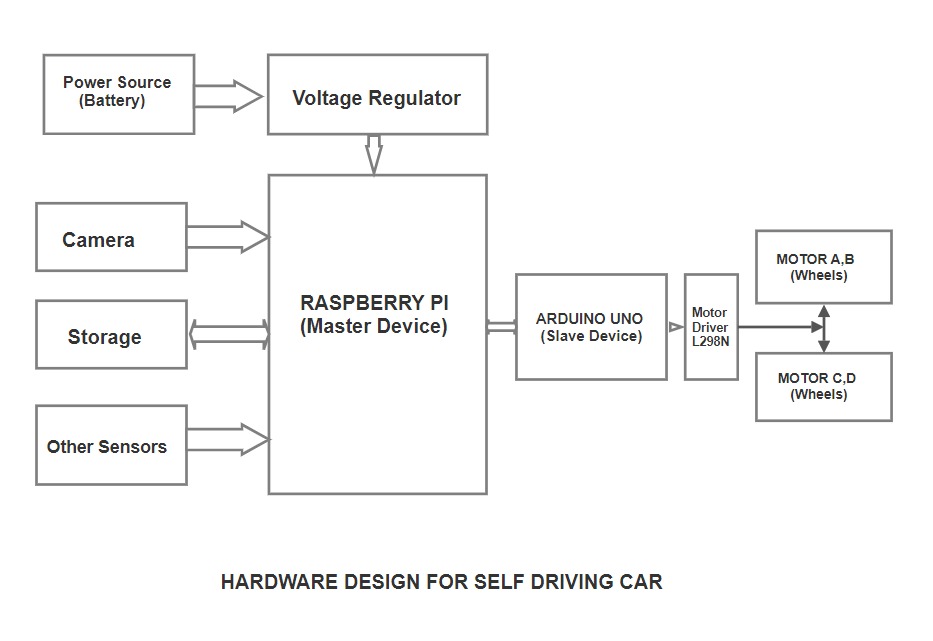 Power Source
(Battery)
Voltage Regulator
Camera
Storage
Other Sensors
RASPBERRY PI
(Master Device)
ARDUINO UNO
(Slave Device)
Motor
Driver
L298N
MOTOR A,B
(Wheels)
MOTOR C,D
(Wheels)
HARDWARE DESIGN FOR SELF DRIVING CAR